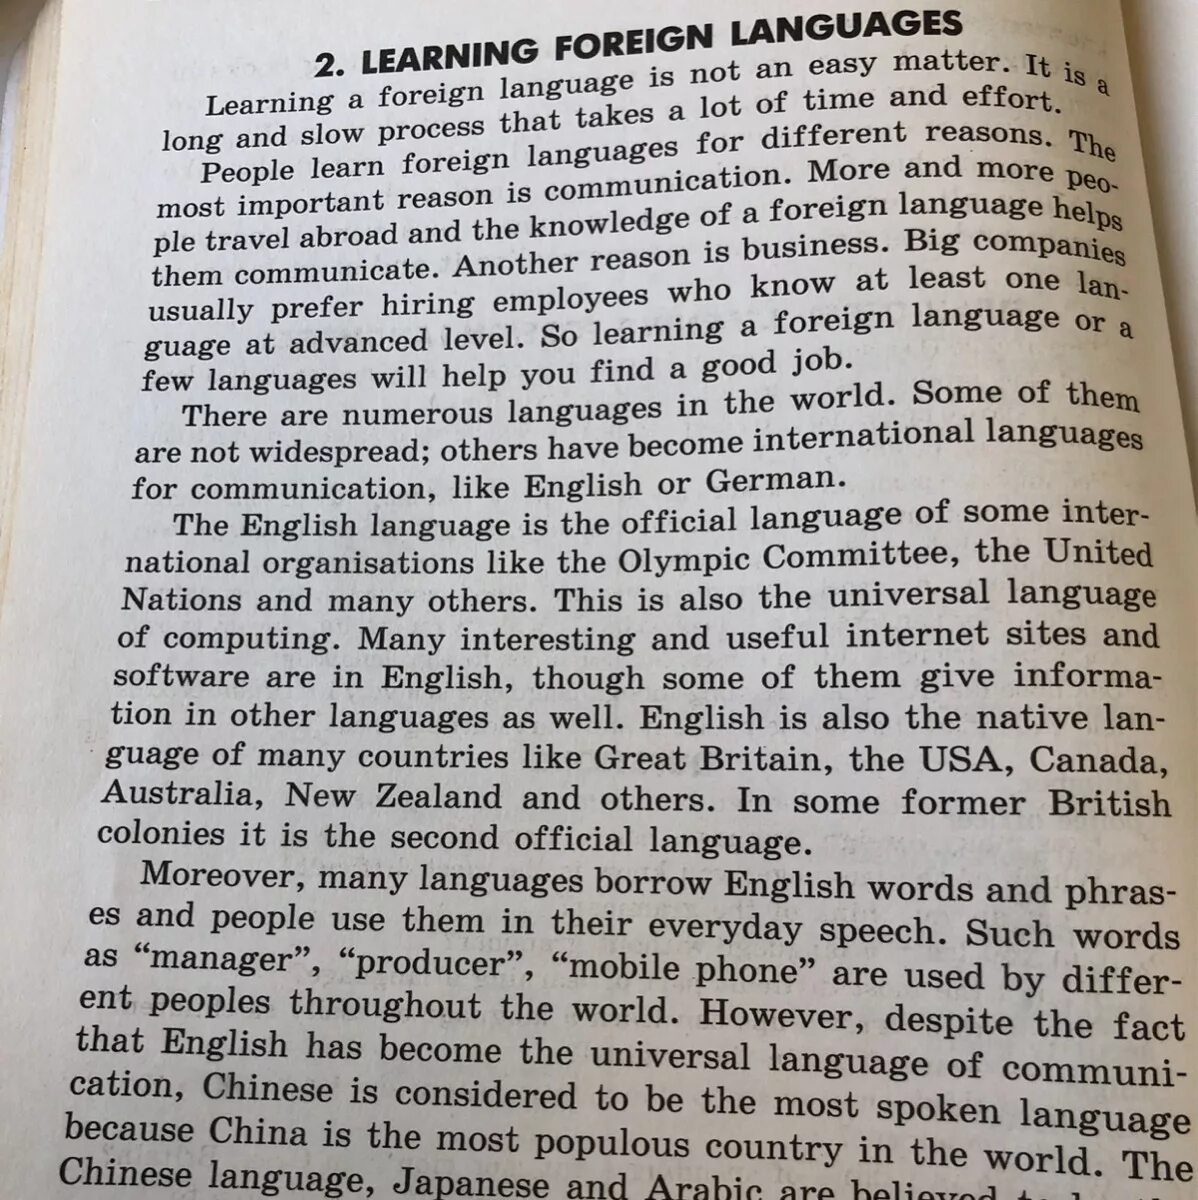 2. LEARNING FOREIGN LANGUAGES
Learning a foreign language is not an easy matter. It is a
long and slow process that takes a lot of time and effort.
People learn foreign languages for different reasons. The
most important reason is communication. More and more peo-
ple travel abroad and the knowledge of a foreign language helps
them communicate. Another reason is business. Big companies
usually prefer hiring employees who know at least one lan-
guage at advanced level. So learning a foreign language or a
few languages will help you find a good job.
There are numerous languages in the world. Some of them
are not widespread; others have become international languages
for communication, like English or German.
The English language is the official language of some inter-
national organisations like the Olympic Committee, the United
Nations and many others. This is also the universal language
of computing. Many interesting and useful internet sites and
software are in English, though some of them give informa-
tion in other languages as well. English is also the native lan-
guage of many countries like Great Britain, the USA, Canada,
Australia, New Zealand and others. In some former British
colonies it is the second official language.
Moreover, many languages borrow English words and phras-
es and people use them in their everyday speech. Such words
as “manager”, “producer”, “mobile phone” are used by differ-
ent peoples throughout the world. However, despite the fact
that English has become the universal language of communi-
cation, Chinese is considered to be the most spoken language
because China is the most populous country in the world. The
Chinese language, Japanese and Arabic are believed to